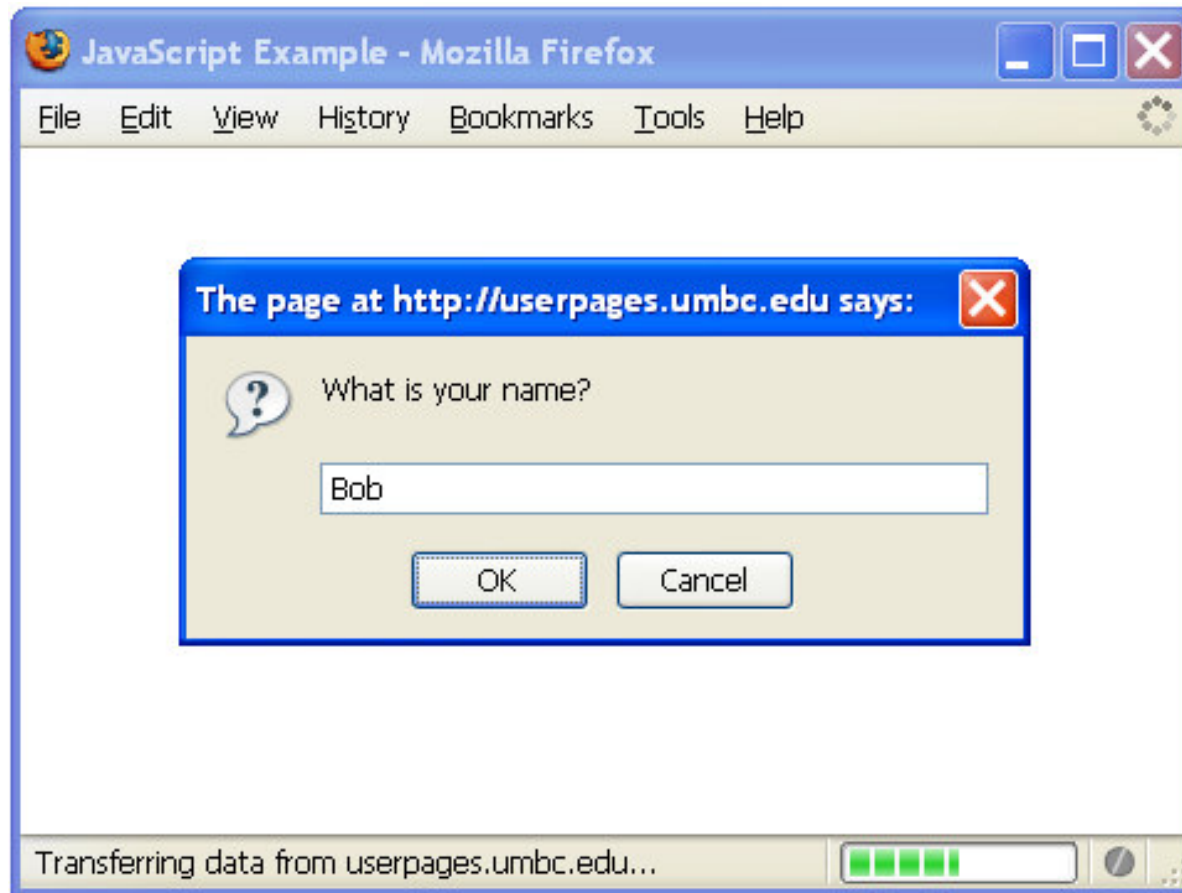 JavaScript Example - Mozilla Firefox
File Edit View History Bookmarks Tools Help
The page at http://userpages.umbc.edu says:
What is your name?
Bob
OK Cancel
Transferring data from userpages.umbc.edu...